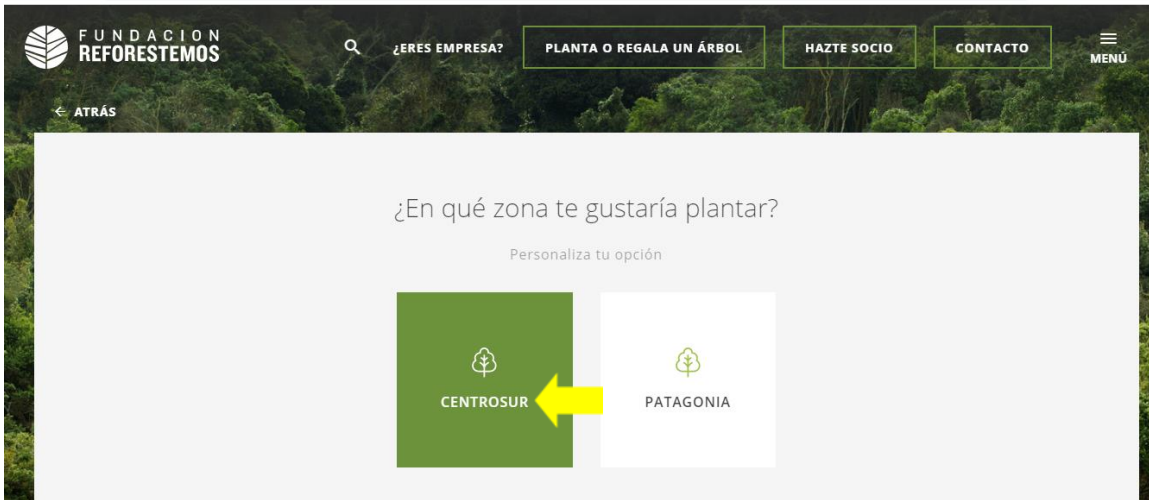 FUNDACION
REFORESTEMOS
¿ERES EMPRESA?
PLANTA O REGALA UN ÁRBOL
HAZTE SOCIO
CONTACTO
MENÚ
← ATRÁS
¿En qué zona te gustaría plantar?
Personaliza tu opción
CENTROSUR
PATAGONIA